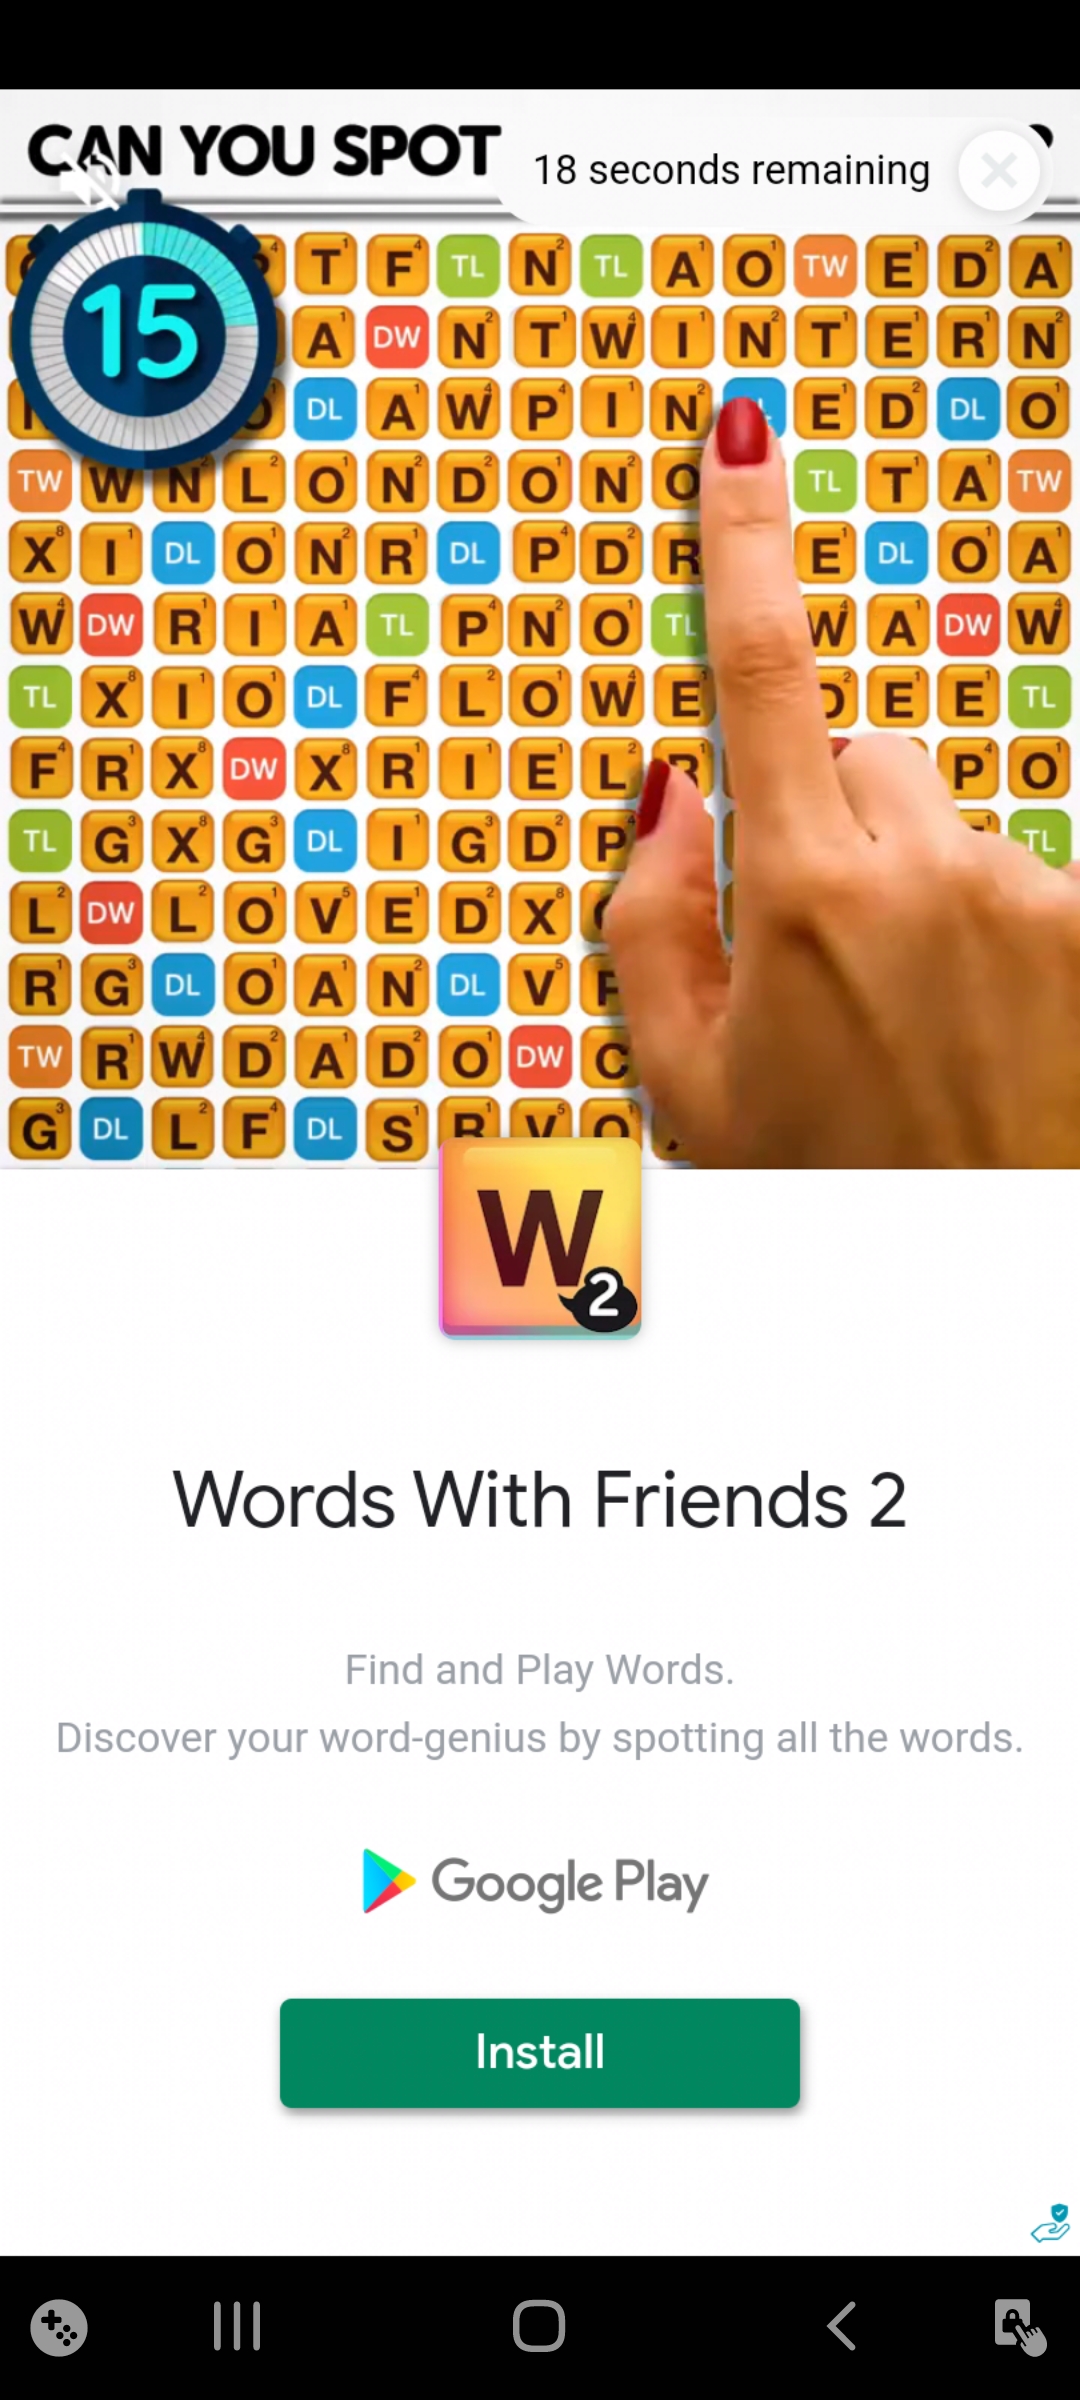 CAN YOU SPOT
18 seconds remaining
15
T F TL N TL A O TW E D A
A DW N T W I N T E R N
DL A W P I N E D DL O
TW W N L O N D O N O TL T A TW
X I DL O N R DL P D R E DL O A
W DW R I A TL P N O TL W A DW W
TL X I O DL F L O W E D E E TL
F R X DW X R I E L R P O
TL G X G DL I G D P TL
L DW L O V E D X
R G DL O A N DL V
TW R W D A D O DW C
G DL L F DL S R V O
W2
Words With Friends 2
Find and Play Words.
Discover your word-genius by spotting all the words.
Google Play
Install